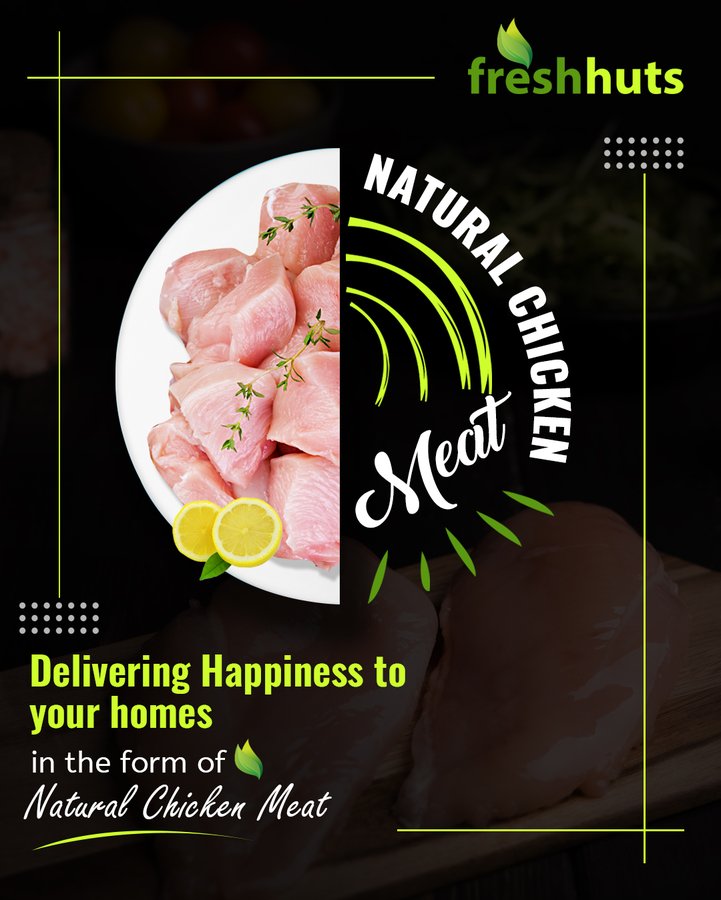 freshhuts
NATURAL CHICKEN
Meat
Delivering Happiness to
your homes
in the form of
Natural Chicken Meat